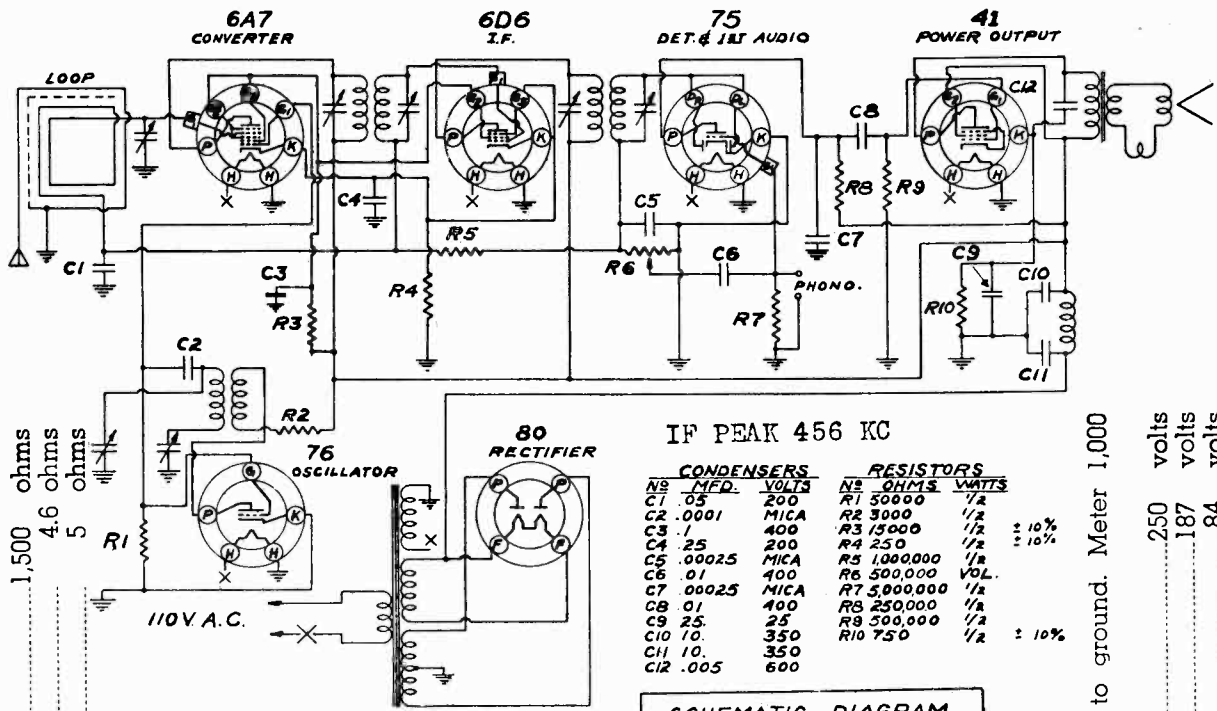 6A7
CONVERTER
6D6
I.F.
75
DET. & 1ST AUDIO
41
POWER OUTPUT
LOOP
C12
C8
P
K
P
K
P
K
P
K
H
H
H
H
H
H
H
H
X
X
X
X
C4
C5
R8
R9
C1
R5
R6
C6
C7
C9
C10
C3
R3
R4
R7
PHONO.
R10
C11
C2
R2
76
OSCILLATOR
80
RECTIFIER
G
P
K
H
H
X
P
P
F
F
X
R1
110 V. A.C.
X
IF PEAK 456 KC
CONDENSERS
Nº MFD. VOLTS
C1 .05 200
C2 .0001 MICA
C3 .1 400
C4 .25 200
C5 .00025 MICA
C6 .01 400
C7 .00025 MICA
C8 .01 400
C9 25. 25
C10 10. 350
C11 10. 350
C12 .005 600
RESISTORS
Nº OHMS WATTS
R1 50000 1/2
R2 3000 1/2
R3 15000 1/2 ± 10%
R4 250 1/2 ± 10%
R5 1,000,000 1/2
R6 500,000 VOL.
R7 5,000,000 1/2
R8 250,000 1/2
R9 500,000 1/2
R10 750 1/2 ± 10%
SCHEMATIC DIAGRAM
1,500 ohms
4.6 ohms
5 ohms
to ground. Meter 1,000
250 volts
187 volts
84 volts